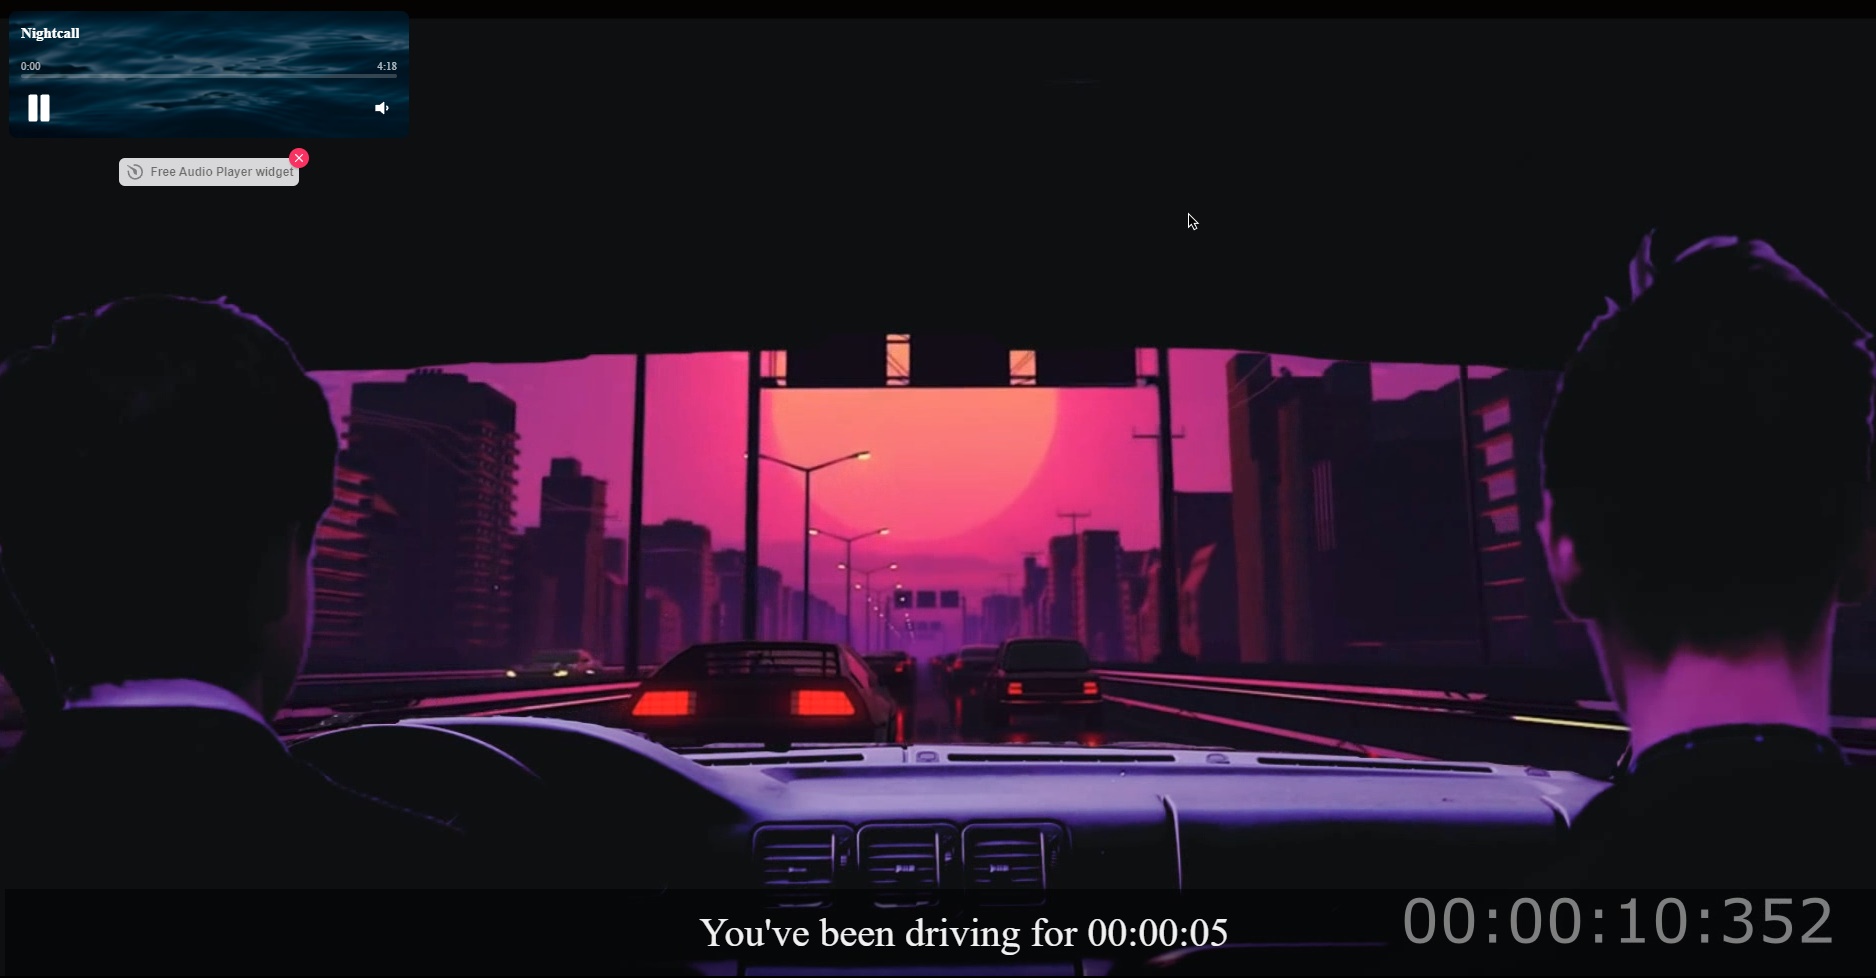 Nightcall
0:00 4:18
Free Audio Player widget
You've been driving for 00:00:05
00:00:10:352